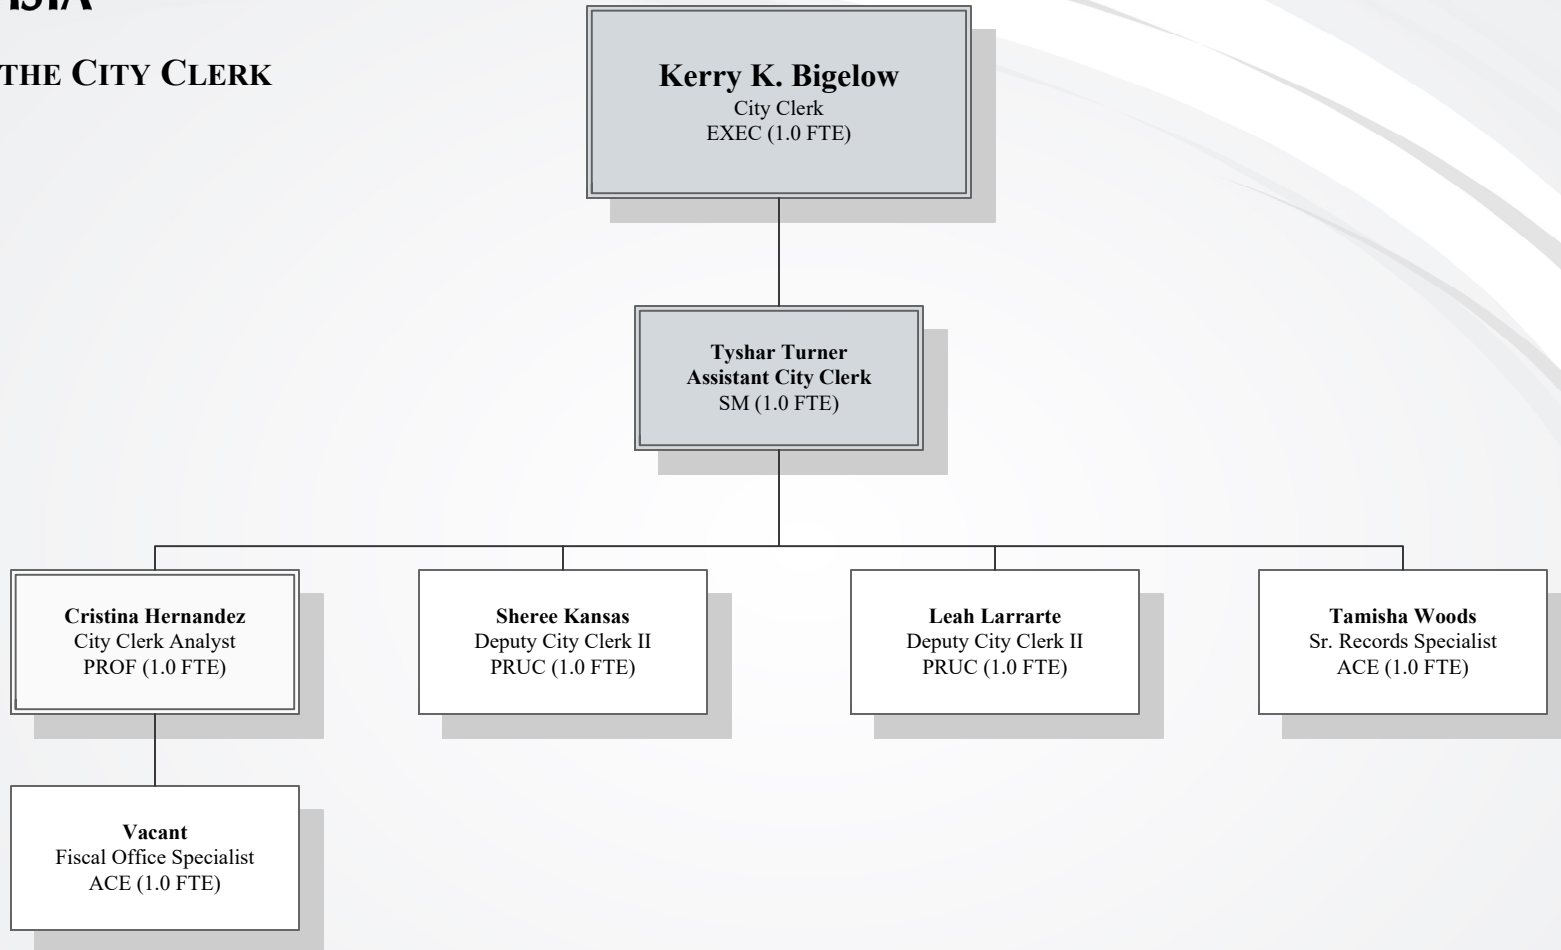 THE CITY CLERK
Kerry K. Bigelow
City Clerk
EXEC (1.0 FTE)
Tyshar Turner
Assistant City Clerk
SM (1.0 FTE)
Cristina Hernandez
City Clerk Analyst
PROF (1.0 FTE)
Sheree Kansas
Deputy City Clerk II
PRUC (1.0 FTE)
Leah Larrarte
Deputy City Clerk II
PRUC (1.0 FTE)
Tamisha Woods
Sr. Records Specialist
ACE (1.0 FTE)
Vacant
Fiscal Office Specialist
ACE (1.0 FTE)